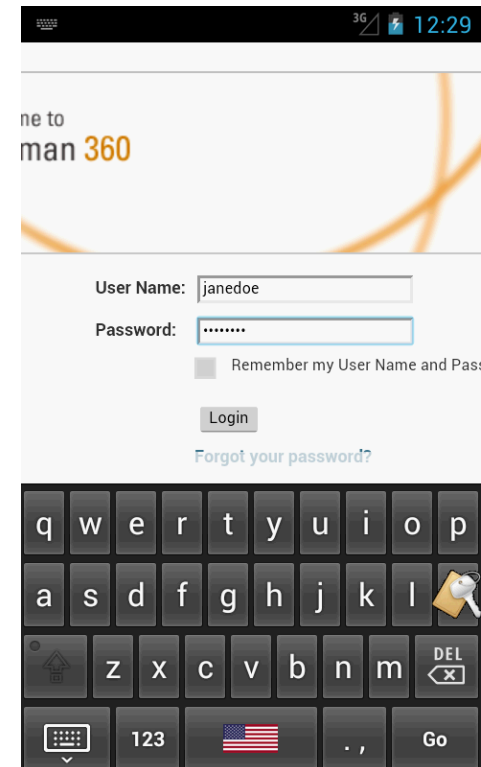 3G 12:29
ne to
man 360
User Name: janedoe
Password: ••••••••
Remember my User Name and Pass
Login
Forgot your password?
q w e r t y u i o p
a s d f g h j k l
z x c v b n m DEL
123 . , Go